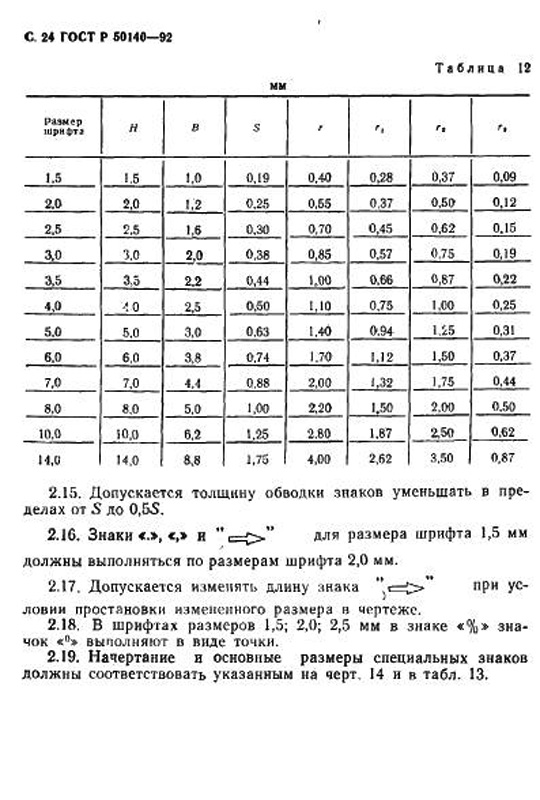 С. 24 ГОСТ Р 50140—92
Таблица 12
мм
Размер шрифта H B S r r₁ r₂ r₃
1,5 1,5 1,0 0,19 0,40 0,28 0,37 0,09
2,0 2,0 1,2 0,25 0,55 0,37 0,50 0,12
2,5 2,5 1,6 0,30 0,70 0,45 0,62 0,15
3,0 3,0 2,0 0,38 0,85 0,57 0,75 0,19
3,5 3,5 2,2 0,44 1,00 0,66 0,87 0,22
4,0 4,0 2,5 0,50 1,10 0,75 1,00 0,25
5,0 5,0 3,0 0,63 1,40 0,94 1,25 0,31
6,0 6,0 3,8 0,74 1,70 1,12 1,50 0,37
7,0 7,0 4,4 0,88 2,00 1,32 1,75 0,44
8,0 8,0 5,0 1,00 2,20 1,50 2,00 0,50
10,0 10,0 6,2 1,25 2,80 1,87 2,50 0,62
14,0 14,0 8,8 1,75 4,00 2,62 3,50 0,87
2.15. Допускается толщину обводки знаков уменьшать в пре-
делах от S до 0,5S.
2.16. Знаки «.», «,» и "⇨" для размера шрифта 1,5 мм
должны выполняться по размерам шрифта 2,0 мм.
2.17. Допускается изменять длину знака "⇨" при ус-
ловии простановки измененного размера в чертеже.
2.18. В шрифтах размеров 1,5; 2,0; 2,5 мм в знаке «%» зна-
чок «⁰» выполняют в виде точки.
2.19. Начертание и основные размеры специальных знаков
должны соответствовать указанным на черт. 14 и в табл. 13.